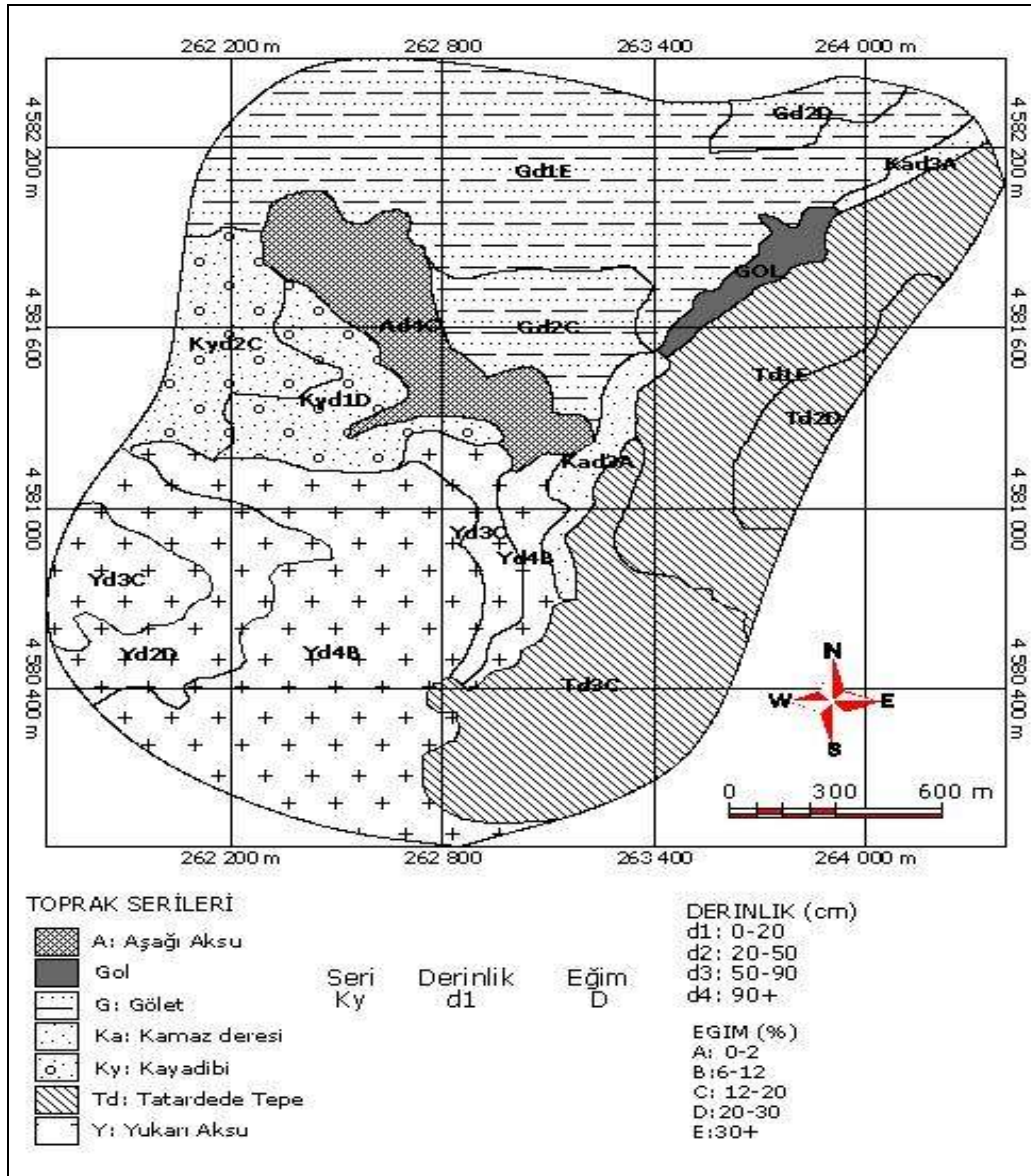 262 200 m
262 800
263 400
264 000 m
4 582 200 m
4 582 200 m
Gd2D
Kad3A
Gd1E
GOL
4 581 600
4 581 600
Ad4C
Gd2C
Kyd2C
Kyd1D
Td1E
Td2D
Kad3A
4 581 000
4 581 000
Yd3C
Yd4B
Yd3C
Yd2D
Yd4B
Td3C
4 580 400 m
4 580 400 m
N
W
E
S
0 300 600 m
262 200 m
262 800
263 400
264 000 m
TOPRAK SERİLERİ
A: Aşağı Aksu
Gol
G: Gölet
Ka: Kamaz deresi
Ky: Kayadibi
Td: Tatardede Tepe
Y: Yukarı Aksu
Seri Derinlik Eğim
Ky d1 D
DERINLIK (cm)
d1: 0-20
d2: 20-50
d3: 50-90
d4: 90+
EGIM (%)
A: 0-2
B:6-12
C: 12-20
D:20-30
E:30+